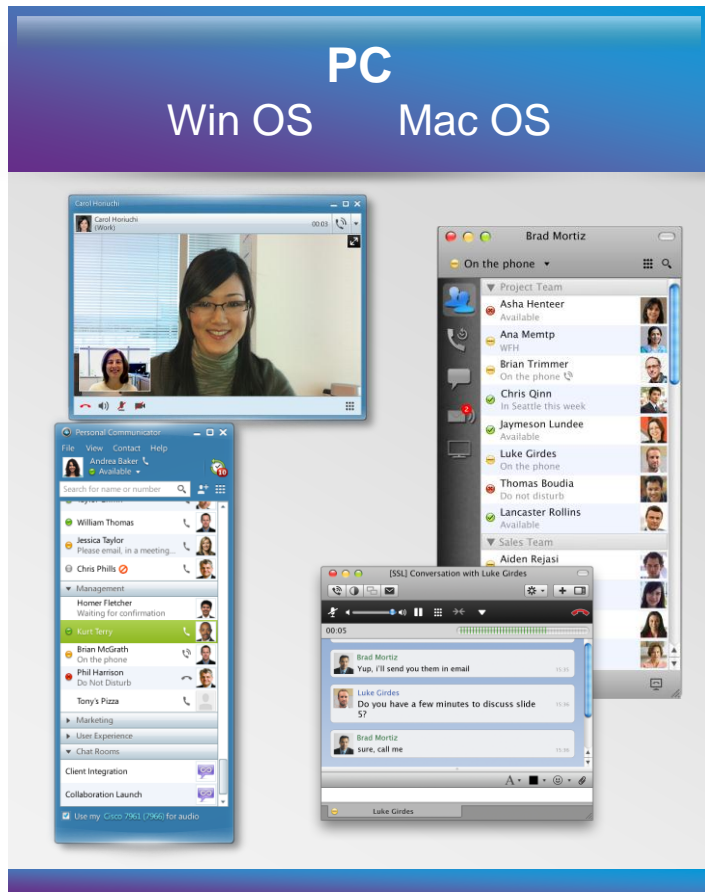 PC
Win OS Mac OS
Carol Horiuchi
Carol Horiuchi
(Work)
00:03
Personal Communicator
File View Contact Help
Andrea Baker
Available
10
Search for name or number
William Thomas
Jessica Taylor
Please email, in a meeting...
Chris Phills
Management
Homer Fletcher
Waiting for confirmation
Kurt Terry
Brian McGrath
On the phone
Phil Harrison
Do Not Disturb
Tony's Pizza
Marketing
User Experience
Chat Rooms
Client Integration
Collaboration Launch
Use my Cisco 7961 (7966) for audio
Brad Mortiz
On the phone
2
Project Team
Asha Henteer
Available
Ana Memtp
WFH
Brian Trimmer
On the phone
Chris Qinn
In Seattle this week
Jaymeson Lundee
Available
Luke Girdes
On the phone
Thomas Boudia
Do not disturb
Lancaster Rollins
Available
Sales Team
Aiden Rejasi
[SSL] Conversation with Luke Girdes
00:05
Brad Mortiz
Yup, i'll send you them in email
Luke Girdes
Do you have a few minutes to discuss slide
5?
Brad Mortiz
sure, call me
A
Luke Girdes